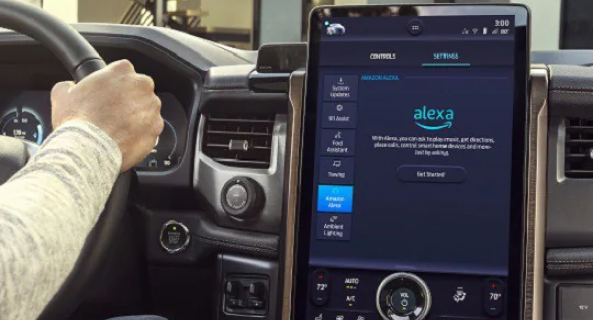 3:00
CONTROLS SETTINGS
AMAZON ALEXA
System
Updates
911 Assist
Ford
Assistant
Towing
Amazon
Alexa
Ambient
Lighting
alexa
With Alexa, you can ask to play music, get directions,
place calls, control smart home devices and more-
Just by asking.
Get Started
72° AUTO
A/C
VOL
70°